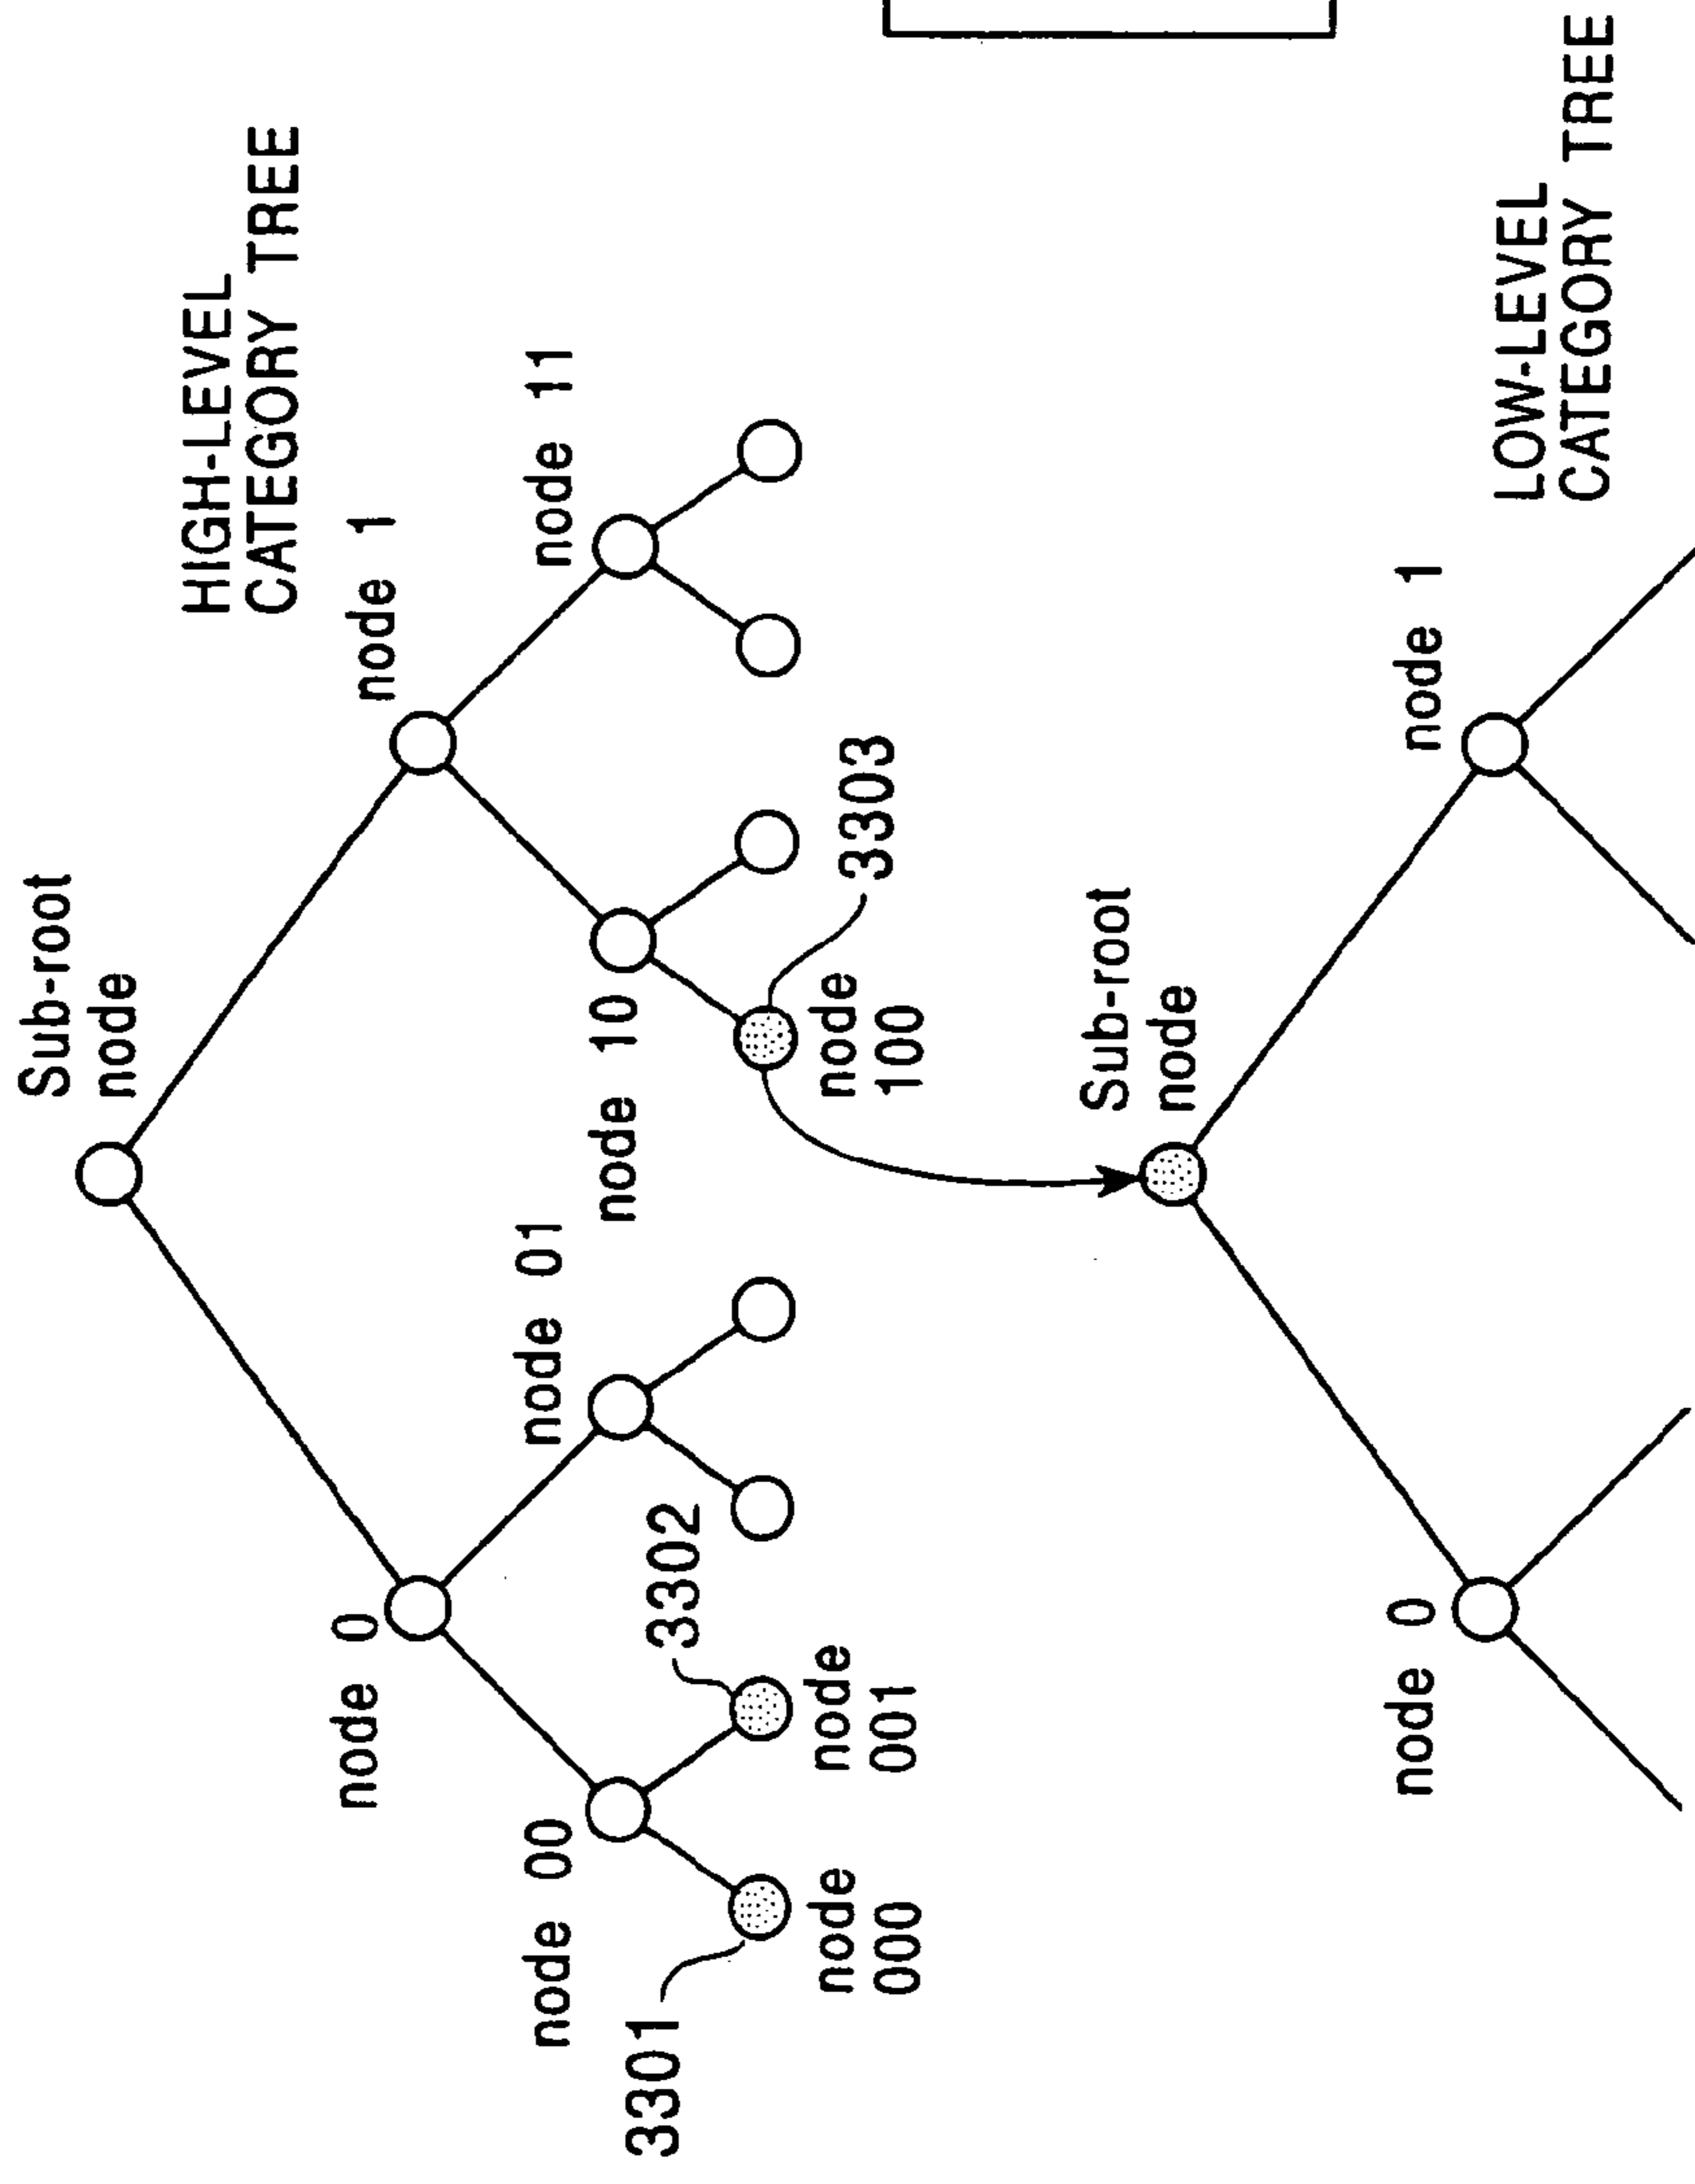 Sub-root
node
HIGH-LEVEL
CATEGORY TREE
node 0
node 1
node 00
node 01
node 10
node 11
3301
3302
3303
node
000
node
001
node
100
Sub-root
node
LOW-LEVEL
CATEGORY TREE
node 0
node 1